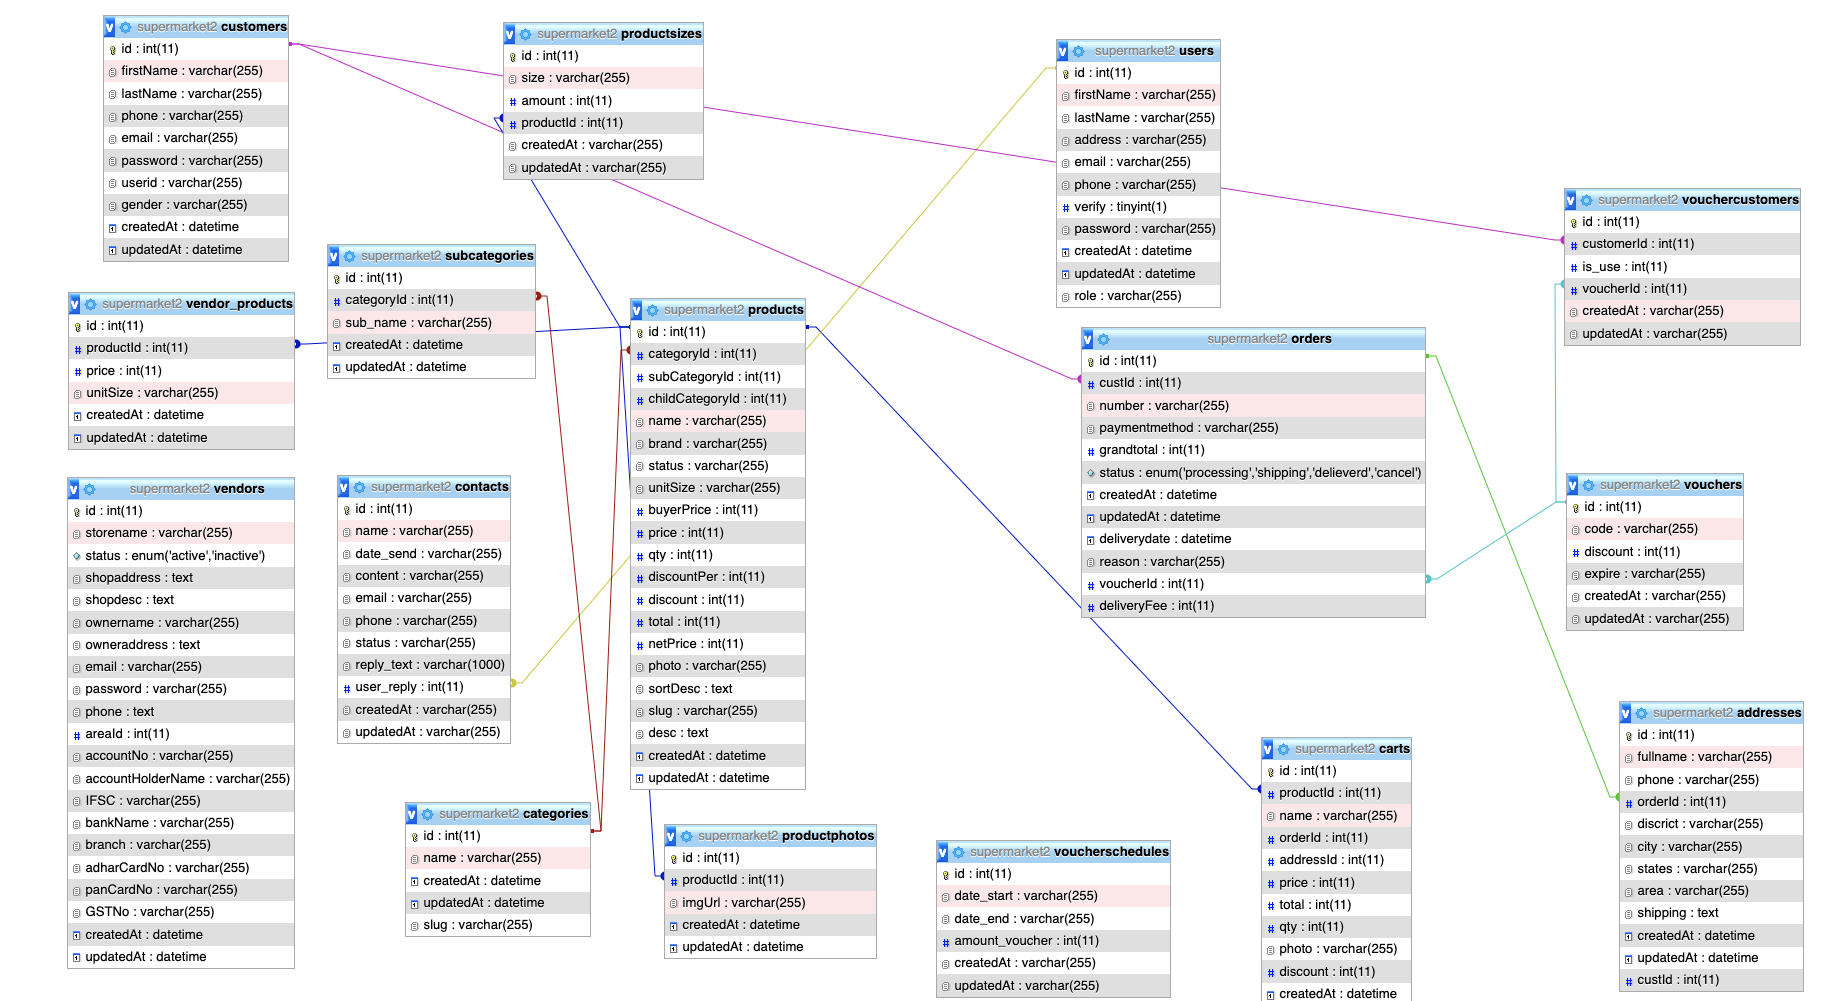 supermarket2 customers
id : int(11)
firstName : varchar(255)
lastName : varchar(255)
phone : varchar(255)
email : varchar(255)
password : varchar(255)
userid : varchar(255)
gender : varchar(255)
createdAt : datetime
updatedAt : datetime
supermarket2 productsizes
id : int(11)
size : varchar(255)
amount : int(11)
productId : int(11)
createdAt : varchar(255)
updatedAt : varchar(255)
supermarket2 users
id : int(11)
firstName : varchar(255)
lastName : varchar(255)
address : varchar(255)
email : varchar(255)
phone : varchar(255)
verify : tinyint(1)
password : varchar(255)
createdAt : datetime
updatedAt : datetime
role : varchar(255)
supermarket2 vouchercustomers
id : int(11)
customerId : int(11)
is_use : int(11)
voucherId : int(11)
createdAt : varchar(255)
updatedAt : varchar(255)
supermarket2 subcategories
id : int(11)
categoryId : int(11)
sub_name : varchar(255)
createdAt : datetime
updatedAt : datetime
supermarket2 vendor_products
id : int(11)
productId : int(11)
price : int(11)
unitSize : varchar(255)
createdAt : datetime
updatedAt : datetime
supermarket2 products
id : int(11)
categoryId : int(11)
subCategoryId : int(11)
childCategoryId : int(11)
name : varchar(255)
brand : varchar(255)
status : varchar(255)
unitSize : varchar(255)
buyerPrice : int(11)
price : int(11)
qty : int(11)
discountPer : int(11)
discount : int(11)
total : int(11)
netPrice : int(11)
photo : varchar(255)
sortDesc : text
slug : varchar(255)
desc : text
createdAt : datetime
updatedAt : datetime
supermarket2 orders
id : int(11)
custId : int(11)
number : varchar(255)
paymentmethod : varchar(255)
grandtotal : int(11)
status : enum('processing','shipping','delieverd','cancel')
createdAt : datetime
updatedAt : datetime
deliverydate : datetime
reason : varchar(255)
voucherId : int(11)
deliveryFee : int(11)
supermarket2 vendors
id : int(11)
storename : varchar(255)
status : enum('active','inactive')
shopaddress : text
shopdesc : text
ownername : varchar(255)
owneraddress : text
email : varchar(255)
password : varchar(255)
phone : text
areaId : int(11)
accountNo : varchar(255)
accountHolderName : varchar(255)
IFSC : varchar(255)
bankName : varchar(255)
branch : varchar(255)
adharCardNo : varchar(255)
panCardNo : varchar(255)
GSTNo : varchar(255)
createdAt : datetime
updatedAt : datetime
supermarket2 contacts
id : int(11)
name : varchar(255)
date_send : varchar(255)
content : varchar(255)
email : varchar(255)
phone : varchar(255)
status : varchar(255)
reply_text : varchar(1000)
user_reply : int(11)
createdAt : varchar(255)
updatedAt : varchar(255)
supermarket2 vouchers
id : int(11)
code : varchar(255)
discount : int(11)
expire : varchar(255)
createdAt : varchar(255)
updatedAt : varchar(255)
supermarket2 categories
id : int(11)
name : varchar(255)
createdAt : datetime
updatedAt : datetime
slug : varchar(255)
supermarket2 productphotos
id : int(11)
productId : int(11)
imgUrl : varchar(255)
createdAt : datetime
updatedAt : datetime
supermarket2 voucherschedules
id : int(11)
date_start : varchar(255)
date_end : varchar(255)
amount_voucher : int(11)
createdAt : varchar(255)
updatedAt : varchar(255)
supermarket2 carts
id : int(11)
productId : int(11)
name : varchar(255)
orderId : int(11)
addressId : int(11)
price : int(11)
total : int(11)
qty : int(11)
photo : varchar(255)
discount : int(11)
createdAt : datetime
supermarket2 addresses
id : int(11)
fullname : varchar(255)
phone : varchar(255)
orderId : int(11)
discrict : varchar(255)
city : varchar(255)
states : varchar(255)
area : varchar(255)
shipping : text
createdAt : datetime
updatedAt : datetime
custId : int(11)